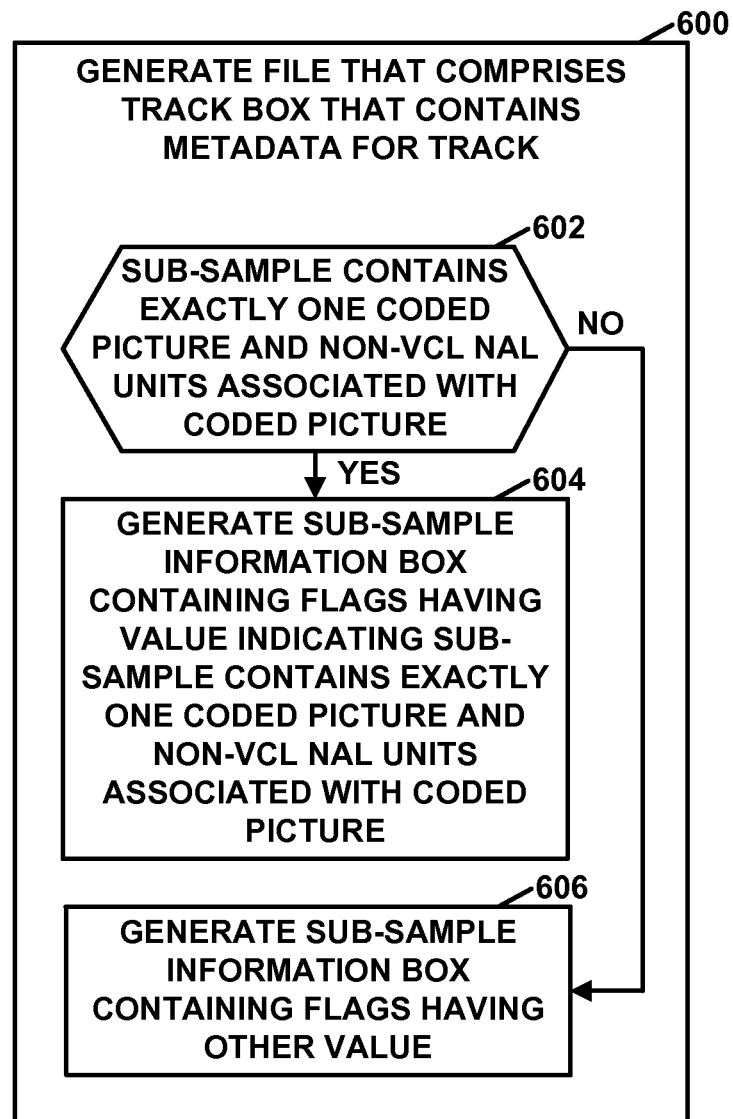 600
GENERATE FILE THAT COMPRISES
TRACK BOX THAT CONTAINS
METADATA FOR TRACK
602
SUB-SAMPLE CONTAINS
EXACTLY ONE CODED
PICTURE AND NON-VCL NAL
UNITS ASSOCIATED WITH
CODED PICTURE
NO
YES
604
GENERATE SUB-SAMPLE
INFORMATION BOX
CONTAINING FLAGS HAVING
VALUE INDICATING SUB-
SAMPLE CONTAINS EXACTLY
ONE CODED PICTURE AND
NON-VCL NAL UNITS
ASSOCIATED WITH CODED
PICTURE
606
GENERATE SUB-SAMPLE
INFORMATION BOX
CONTAINING FLAGS HAVING
OTHER VALUE